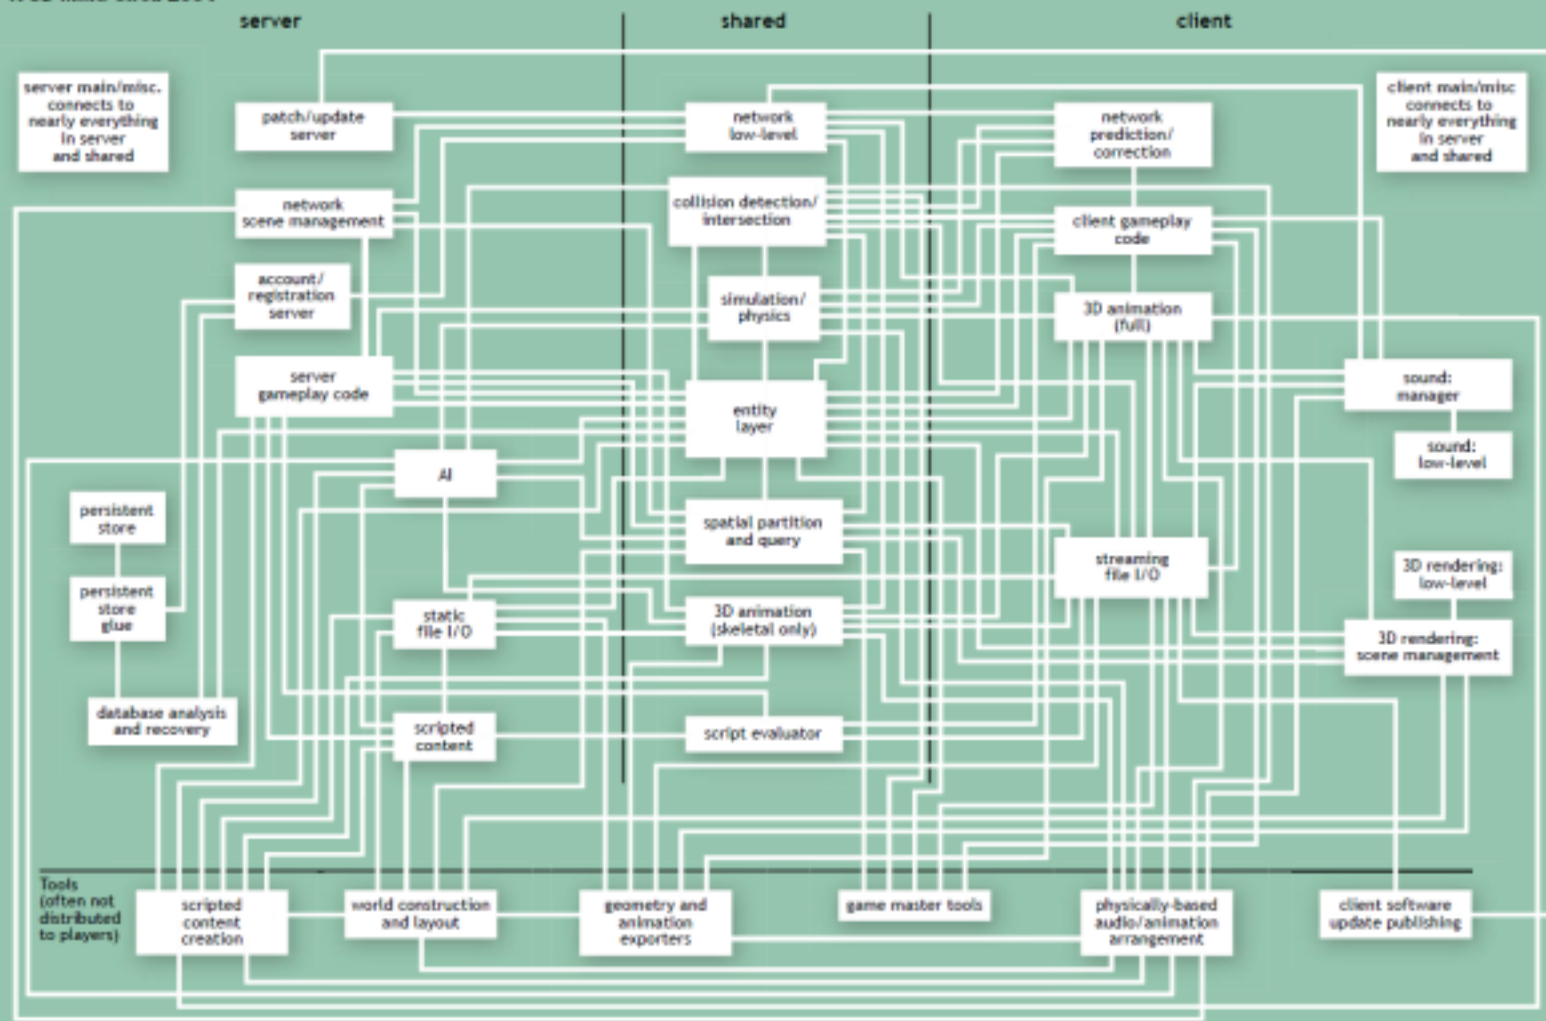 server
shared
client
server main/misc.
connects to
nearly everything
in server
and shared
patch/update
server
network
low-level
network
prediction/
correction
client main/misc
connects to
nearly everything
in server
and shared
network
scene management
collision detection/
intersection
client gameplay
code
account/
registration
server
simulation/
physics
3D animation
(full)
server
gameplay code
entity
layer
sound:
manager
AI
sound:
low-level
persistent
store
spatial partition
and query
streaming
file I/O
3D rendering:
low-level
persistent
store
glue
static
file I/O
3D animation
(skeletal only)
3D rendering:
scene management
database analysis
and recovery
scripted
content
script evaluator
Tools
(often not
distributed
to players)
scripted
content
creation
world construction
and layout
geometry and
animation
exporters
game master tools
physically-based
audio/animation
arrangement
client software
update publishing